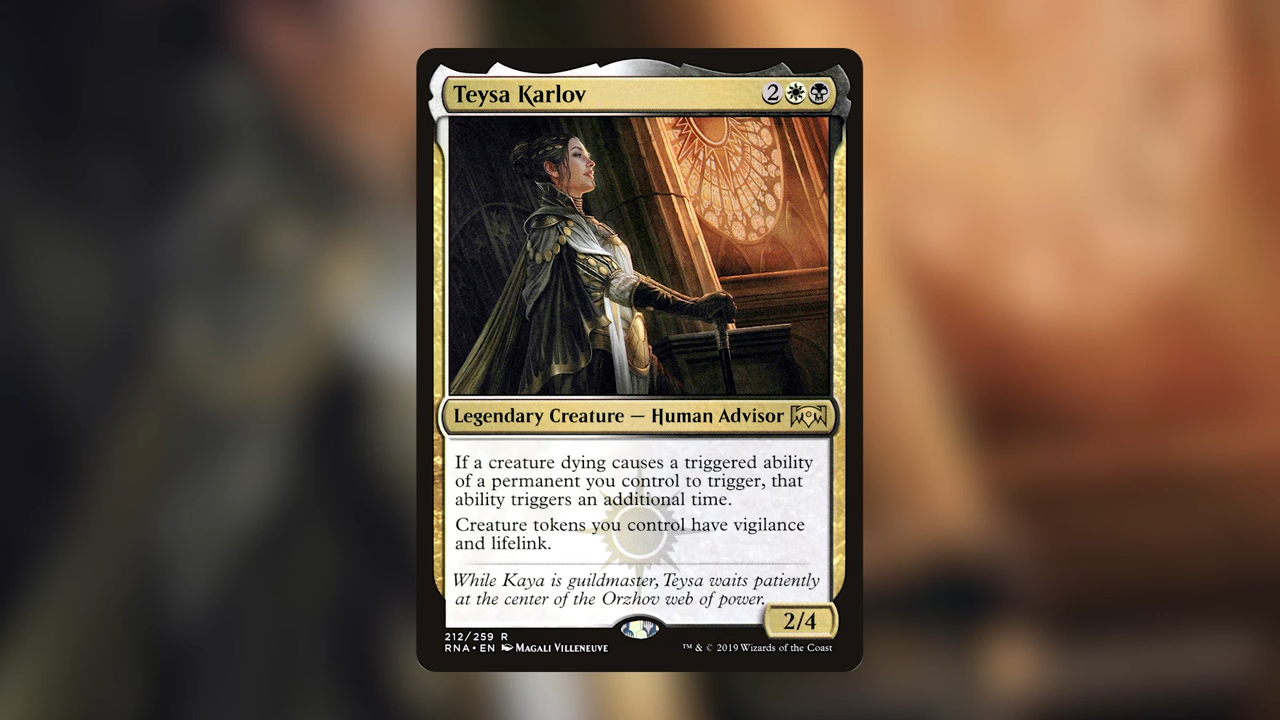 Teysa Karlov 2
Legendary Creature — Human Advisor
If a creature dying causes a triggered ability
of a permanent you control to trigger, that
ability triggers an additional time.
Creature tokens you control have vigilance
and lifelink.
While Kaya is guildmaster, Teysa waits patiently
at the center of the Orzhov web of power.
2/4
212/259 R
RNA • EN Magali Villeneuve
™ & © 2019 Wizards of the Coast